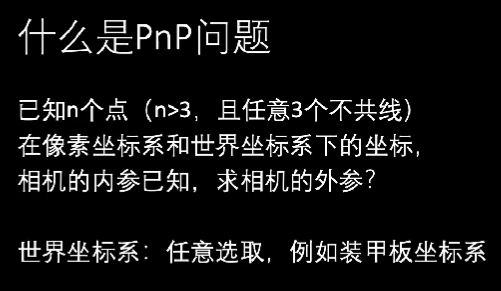 什么是PnP问题
已知n个点（n>3，且任意3个不共线）
在像素坐标系和世界坐标系下的坐标，
相机的内参已知，求相机的外参？
世界坐标系：任意选取，例如装甲板坐标系